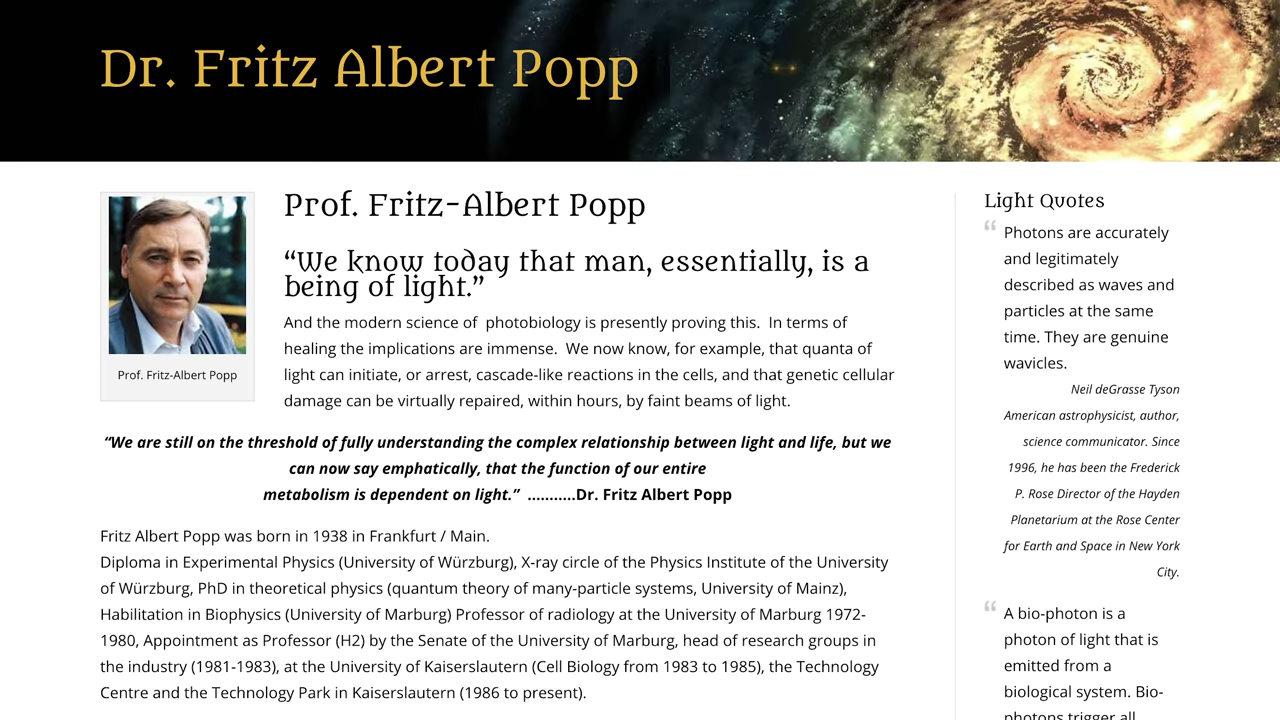 Dr. Fritz Albert Popp
Prof. Fritz-Albert Popp
Prof. Fritz-Albert Popp
“We know today that man, essentially, is a
being of light.”
And the modern science of  photobiology is presently proving this.  In terms of
healing the implications are immense.  We now know, for example, that quanta of
light can initiate, or arrest, cascade-like reactions in the cells, and that genetic cellular
damage can be virtually repaired, within hours, by faint beams of light.
“We are still on the threshold of fully understanding the complex relationship between light and life, but we
can now say emphatically, that the function of our entire
metabolism is dependent on light.”  ...........Dr. Fritz Albert Popp
Fritz Albert Popp was born in 1938 in Frankfurt / Main.
Diploma in Experimental Physics (University of Würzburg), X-ray circle of the Physics Institute of the University
of Würzburg, PhD in theoretical physics (quantum theory of many-particle systems, University of Mainz),
Habilitation in Biophysics (University of Marburg) Professor of radiology at the University of Marburg 1972-
1980, Appointment as Professor (H2) by the Senate of the University of Marburg, head of research groups in
the industry (1981-1983), at the University of Kaiserslautern (Cell Biology from 1983 to 1985), the Technology
Centre and the Technology Park in Kaiserslautern (1986 to present).
Light Quotes
“ Photons are accurately
and legitimately
described as waves and
particles at the same
time. They are genuine
wavicles.
Neil deGrasse Tyson
American astrophysicist, author,
science communicator. Since
1996, he has been the Frederick
P. Rose Director of the Hayden
Planetarium at the Rose Center
for Earth and Space in New York
City.
“ A bio-photon is a
photon of light that is
emitted from a
biological system. Bio-
photons trigger all